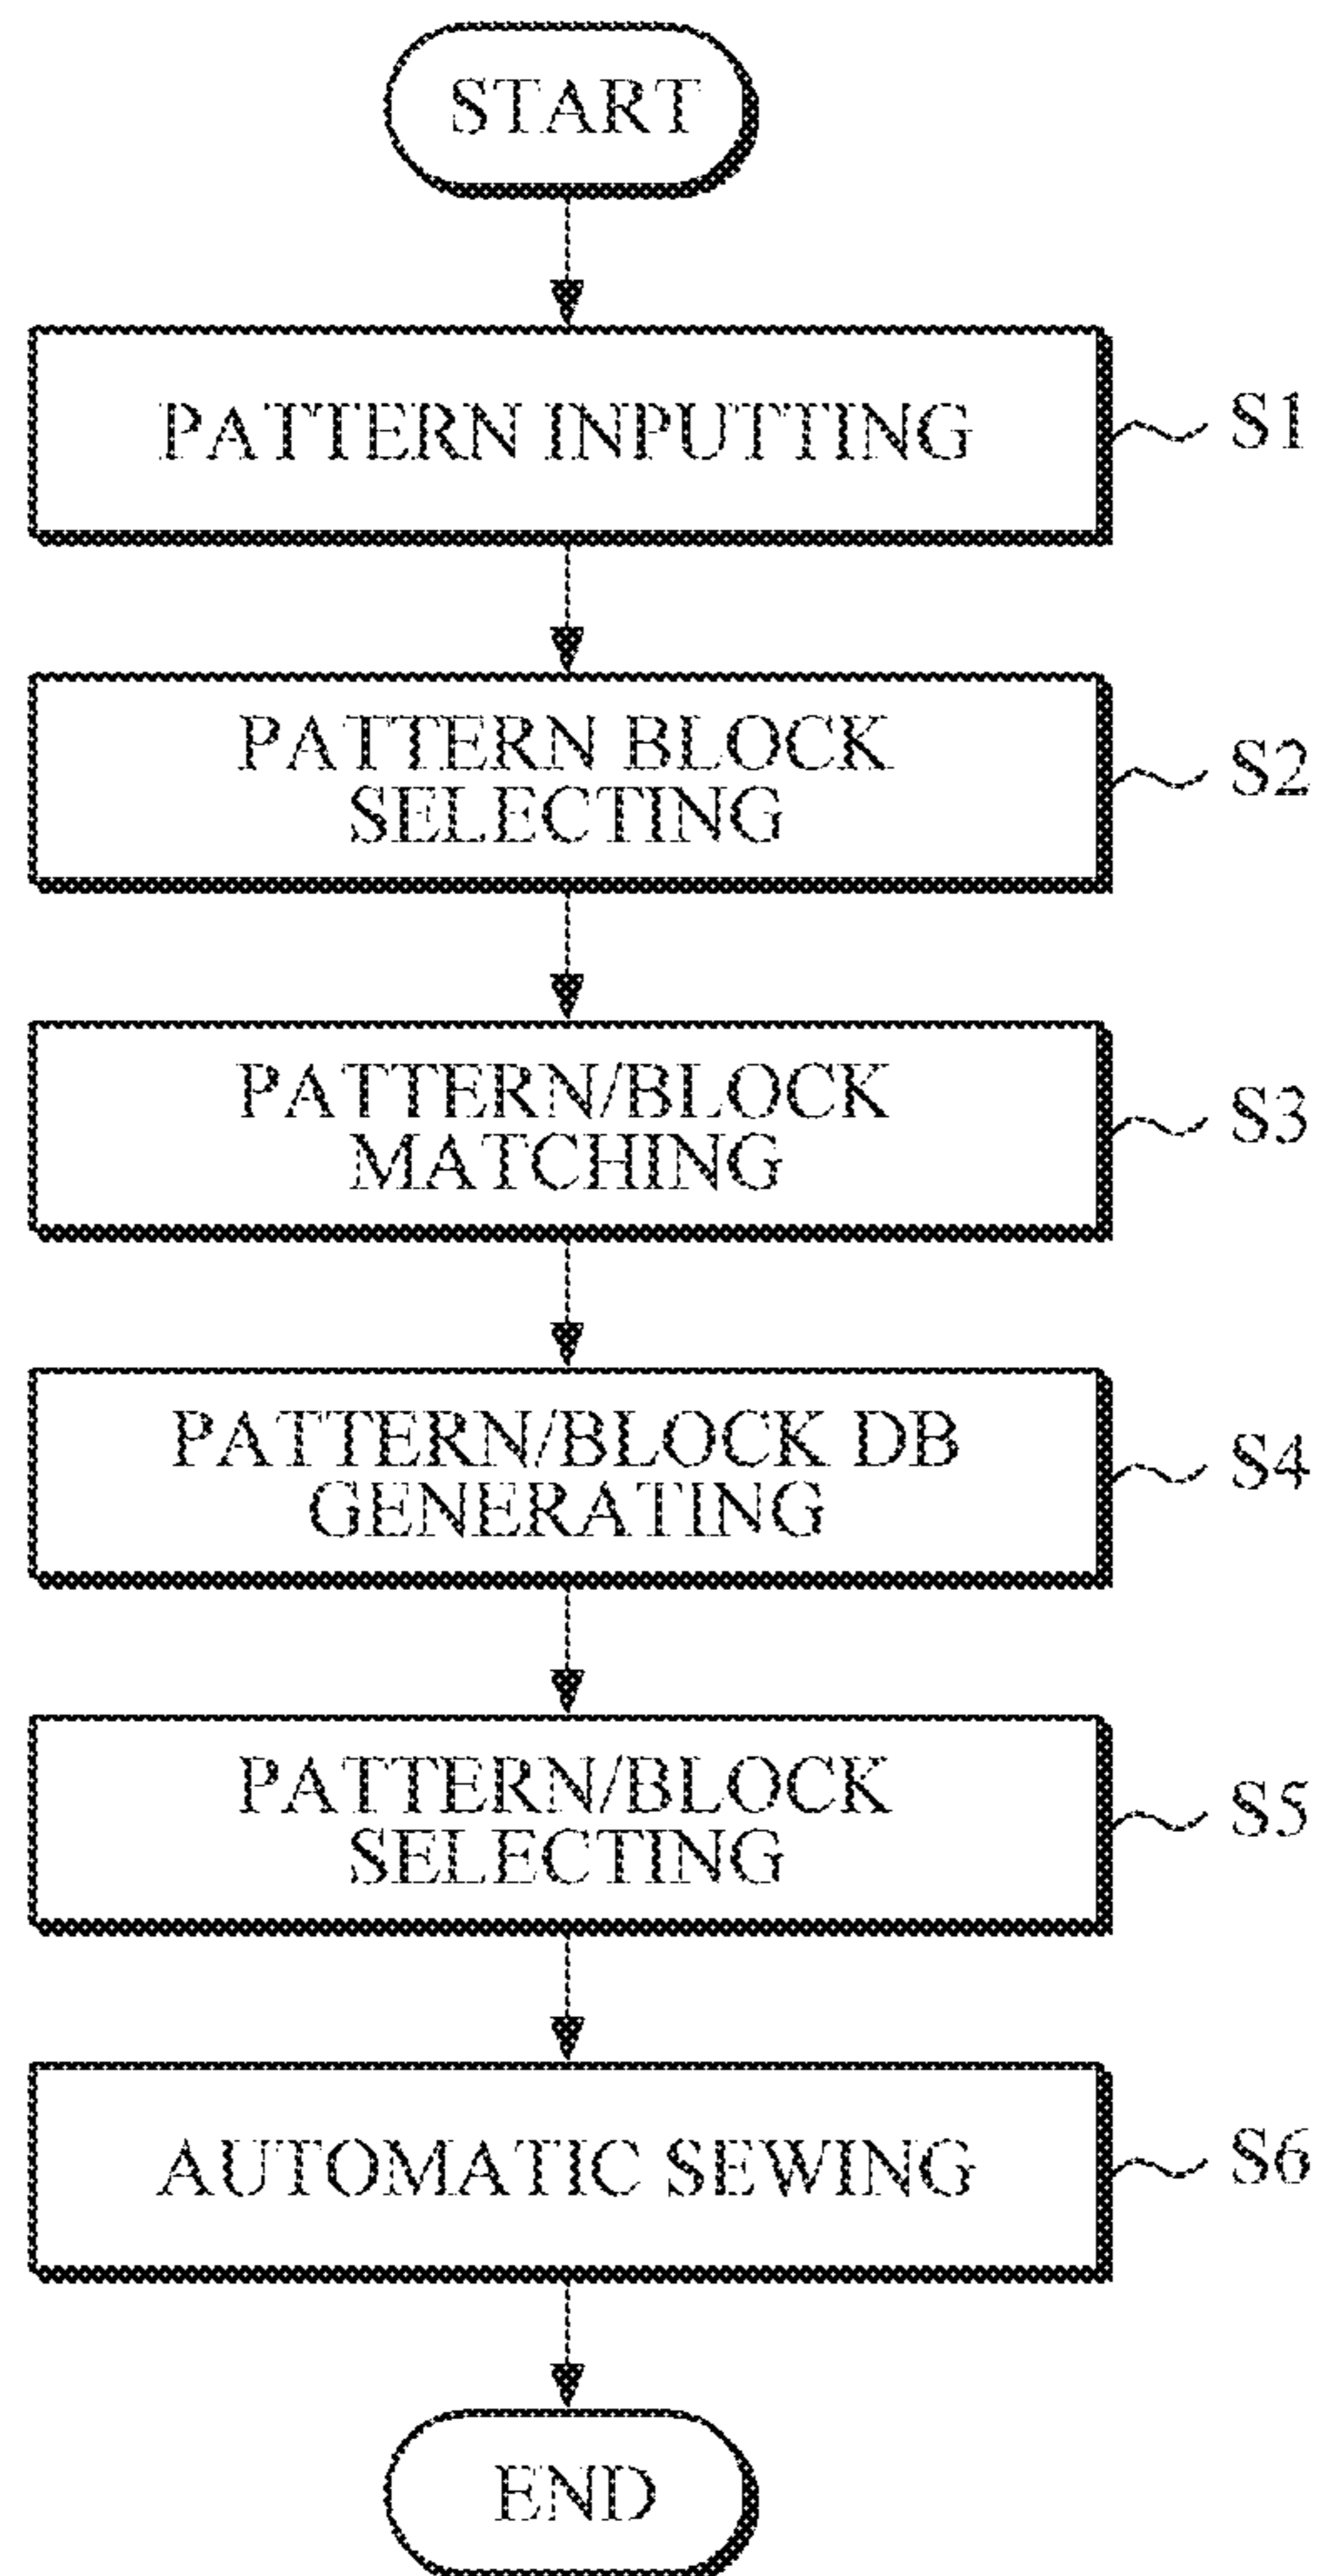 START
PATTERN INPUTTING
S1
PATTERN BLOCK
SELECTING
S2
PATTERN/BLOCK
MATCHING
S3
PATTERN/BLOCK DB
GENERATING
S4
PATTERN/BLOCK
SELECTING
S5
AUTOMATIC SEWING
S6
END